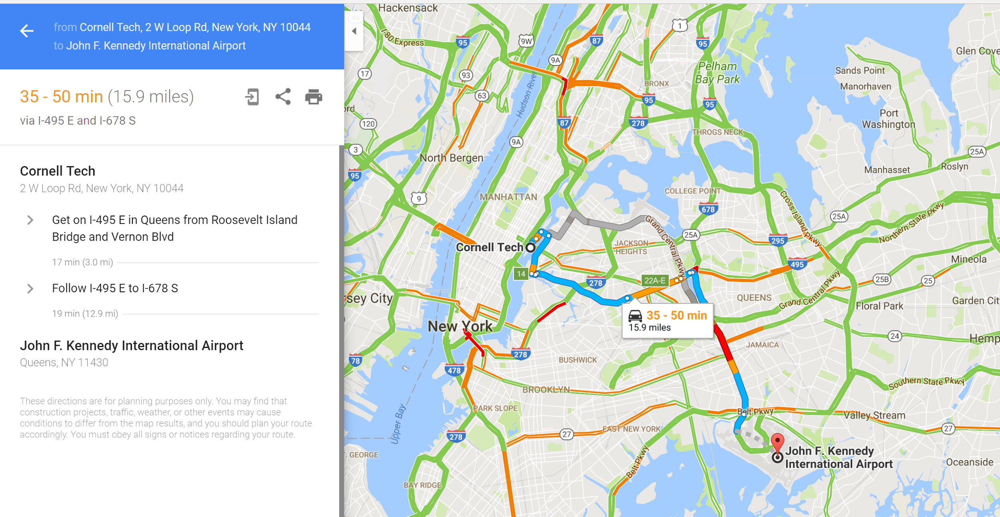 from Cornell Tech, 2 W Loop Rd, New York, NY 10044
to John F. Kennedy International Airport
35 - 50 min (15.9 miles)
via I-495 E and I-678 S
Cornell Tech
2 W Loop Rd, New York, NY 10044
Get on I-495 E in Queens from Roosevelt Island
Bridge and Vernon Blvd
17 min (3.0 mi)
Follow I-495 E to I-678 S
19 min (12.9 mi)
John F. Kennedy International Airport
Queens, NY 11430
These directions are for planning purposes only. You may find that
construction projects, traffic, weather, or other events may cause
conditions to differ from the map results, and you should plan your route
accordingly. You must obey all signs or notices regarding your route.
Hackensack
46
I-80 Express
95
9W
87
1
95
Glen Cove
9A
Pelham
Bay Park
Sands Point
Manorhaven
17
93
BRONX
Hudson River
63
95
95
Port
Washington
120
87
278
THROGS NECK
9A
3
North Bergen
25A
95
Manhasset
Roslyn
9
MANHATTAN
COLLEGE POINT
678
Cross Island Pkwy
25A
Northern State Pkwy
Grand Central Pkwy
25A
295
Cornell Tech
JACKSON
HEIGHTS
495
Mineola
14
278
22A-E
25B
25
rsey City
QUEENS
Grand Central Pkwy
Floral Park
Garden City
35 - 50 min
15.9 miles
New York
24
Hemp
JAMAICA
278
78
BUSHWICK
478
BROOKLYN
Southern State Pkwy
PARK SLOPE
Upper Bay
Belt Pkwy
Valley Stream
EAST NEW YORK
27
27
278
Belt Pkwy
John F. Kennedy
International Airport
. GEORGE
Oceanside
BAY RIDGE